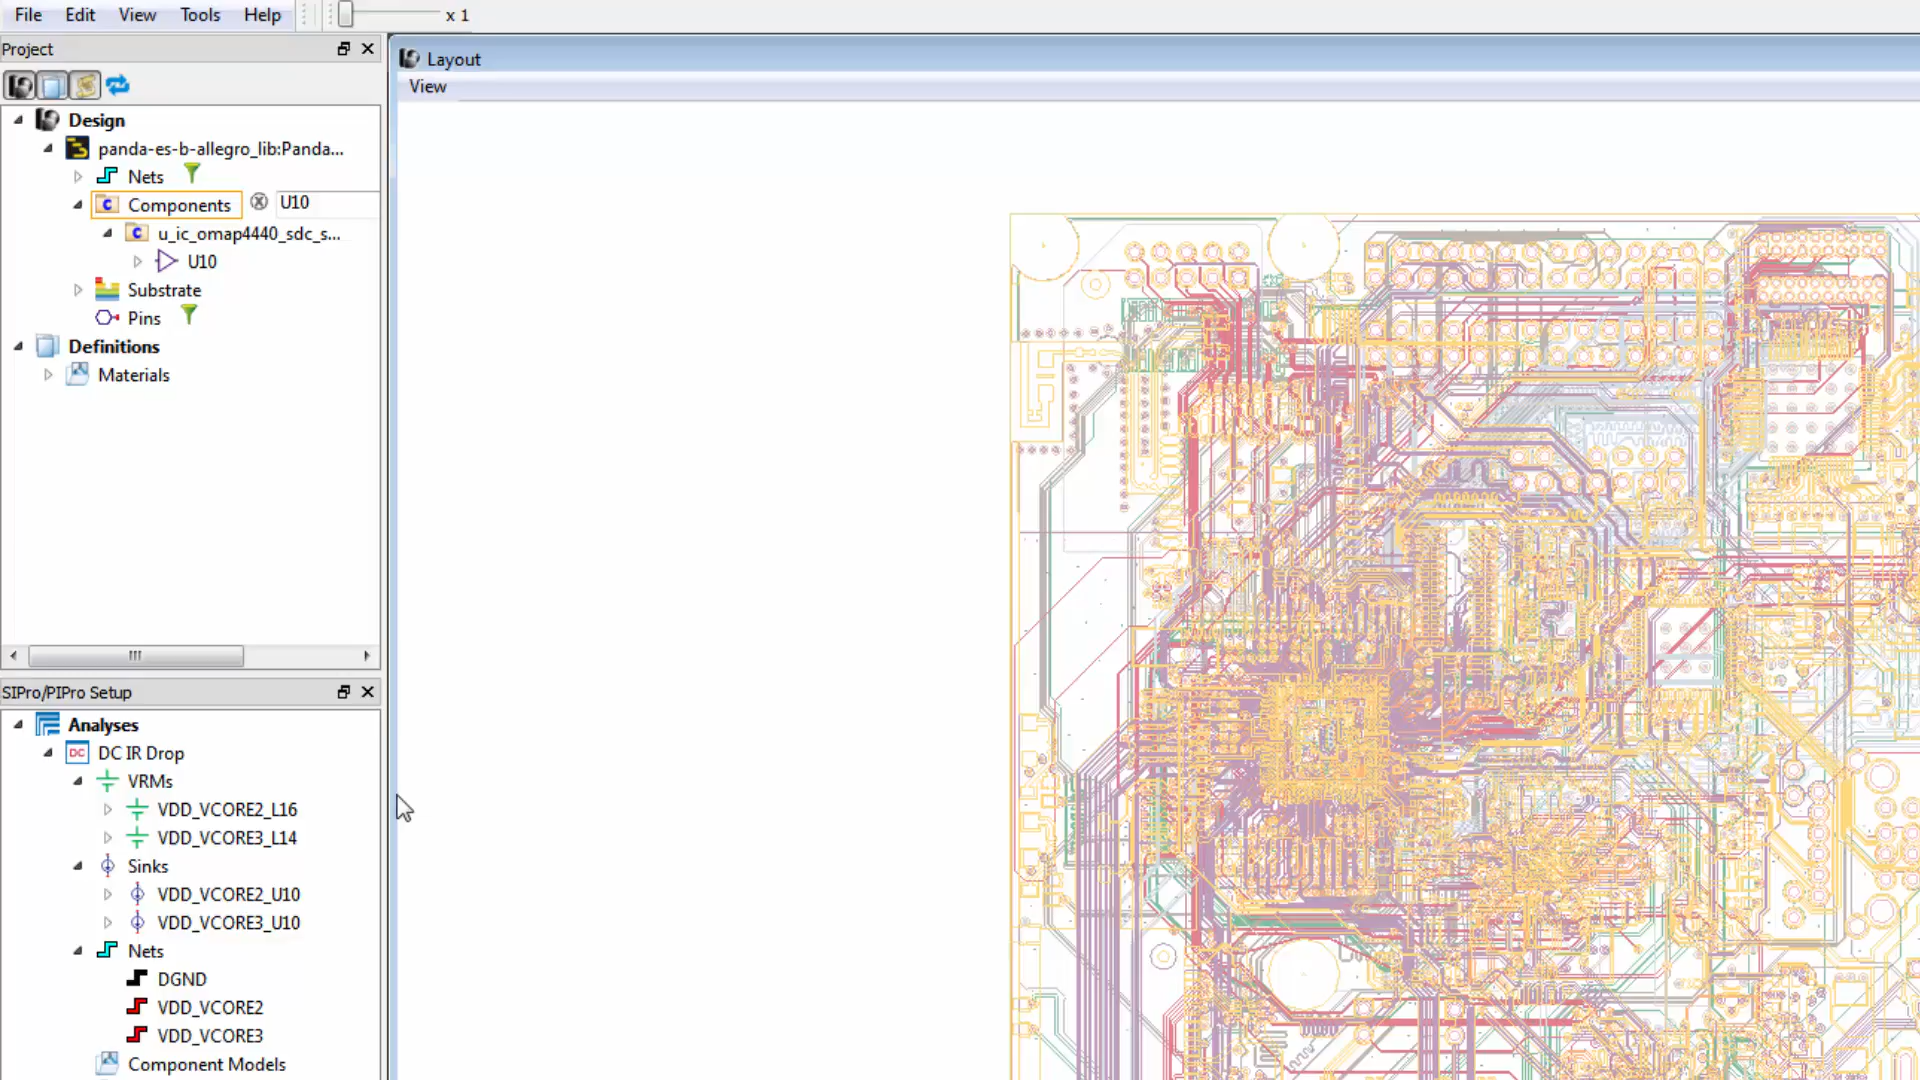 File Edit View Tools Help x 1
Project
Design
panda-es-b-allegro_lib:Panda...
Nets
Components U10
u_ic_omap4440_sdc_s...
U10
Substrate
Pins
Definitions
Materials
SIPro/PIPro Setup
Analyses
DC DC IR Drop
VRMs
VDD_VCORE2_L16
VDD_VCORE3_L14
Sinks
VDD_VCORE2_U10
VDD_VCORE3_U10
Nets
DGND
VDD_VCORE2
VDD_VCORE3
Component Models
Layout
View